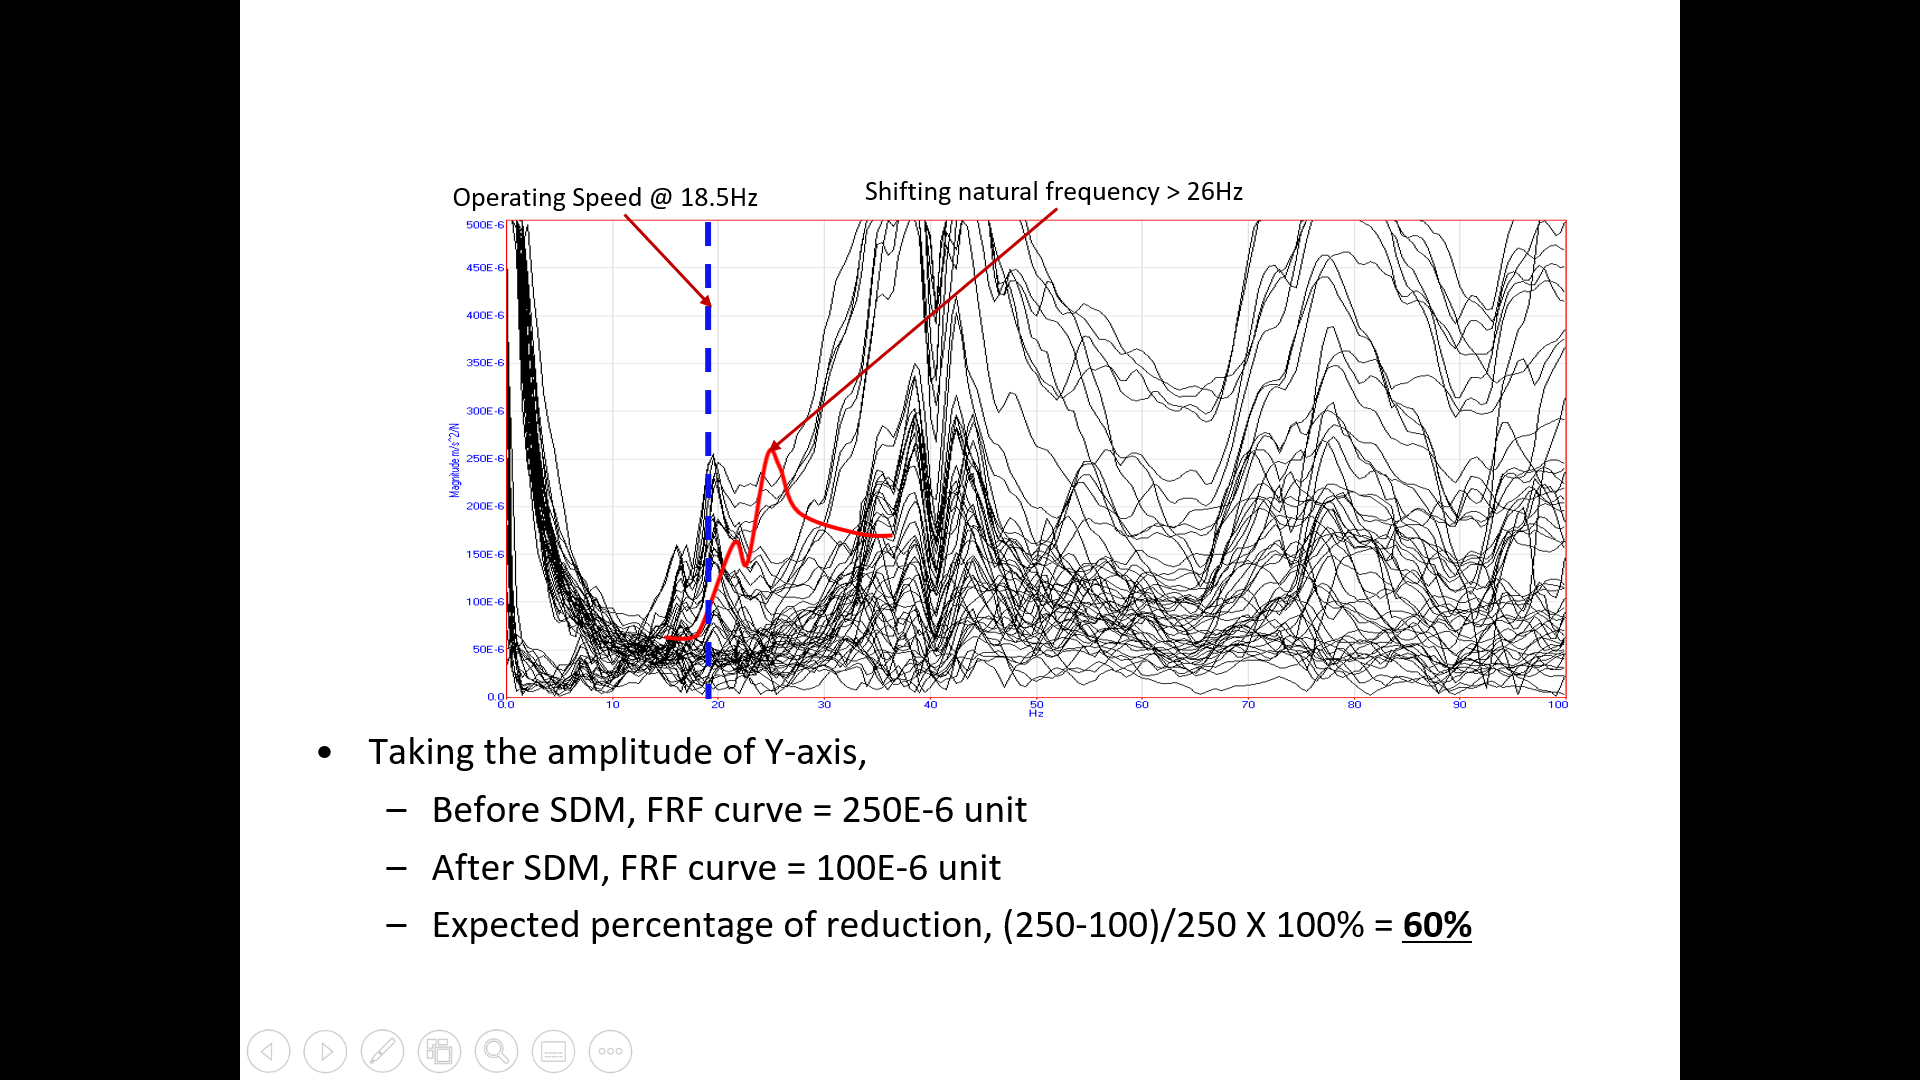 Operating Speed @ 18.5Hz
Shifting natural frequency > 26Hz
500E-6
450E-6
400E-6
350E-6
300E-6
250E-6
200E-6
150E-6
100E-6
50E-6
0.0
Magnitude m/s^2/N
0.0 10 20 30 40 50 60 70 80 90 100
Hz
• Taking the amplitude of Y-axis,
– Before SDM, FRF curve = 250E-6 unit
– After SDM, FRF curve = 100E-6 unit
– Expected percentage of reduction, (250-100)/250 X 100% = 60%